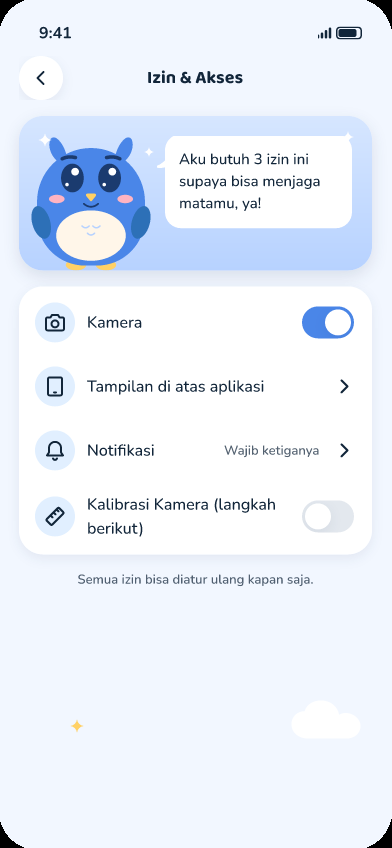 9:41
Izin & Akses
Aku butuh 3 izin ini
supaya bisa menjaga
matamu, ya!
Kamera
Tampilan di atas aplikasi
Notifikasi
Wajib ketiganya
Kalibrasi Kamera (langkah
berikut)
Semua izin bisa diatur ulang kapan saja.